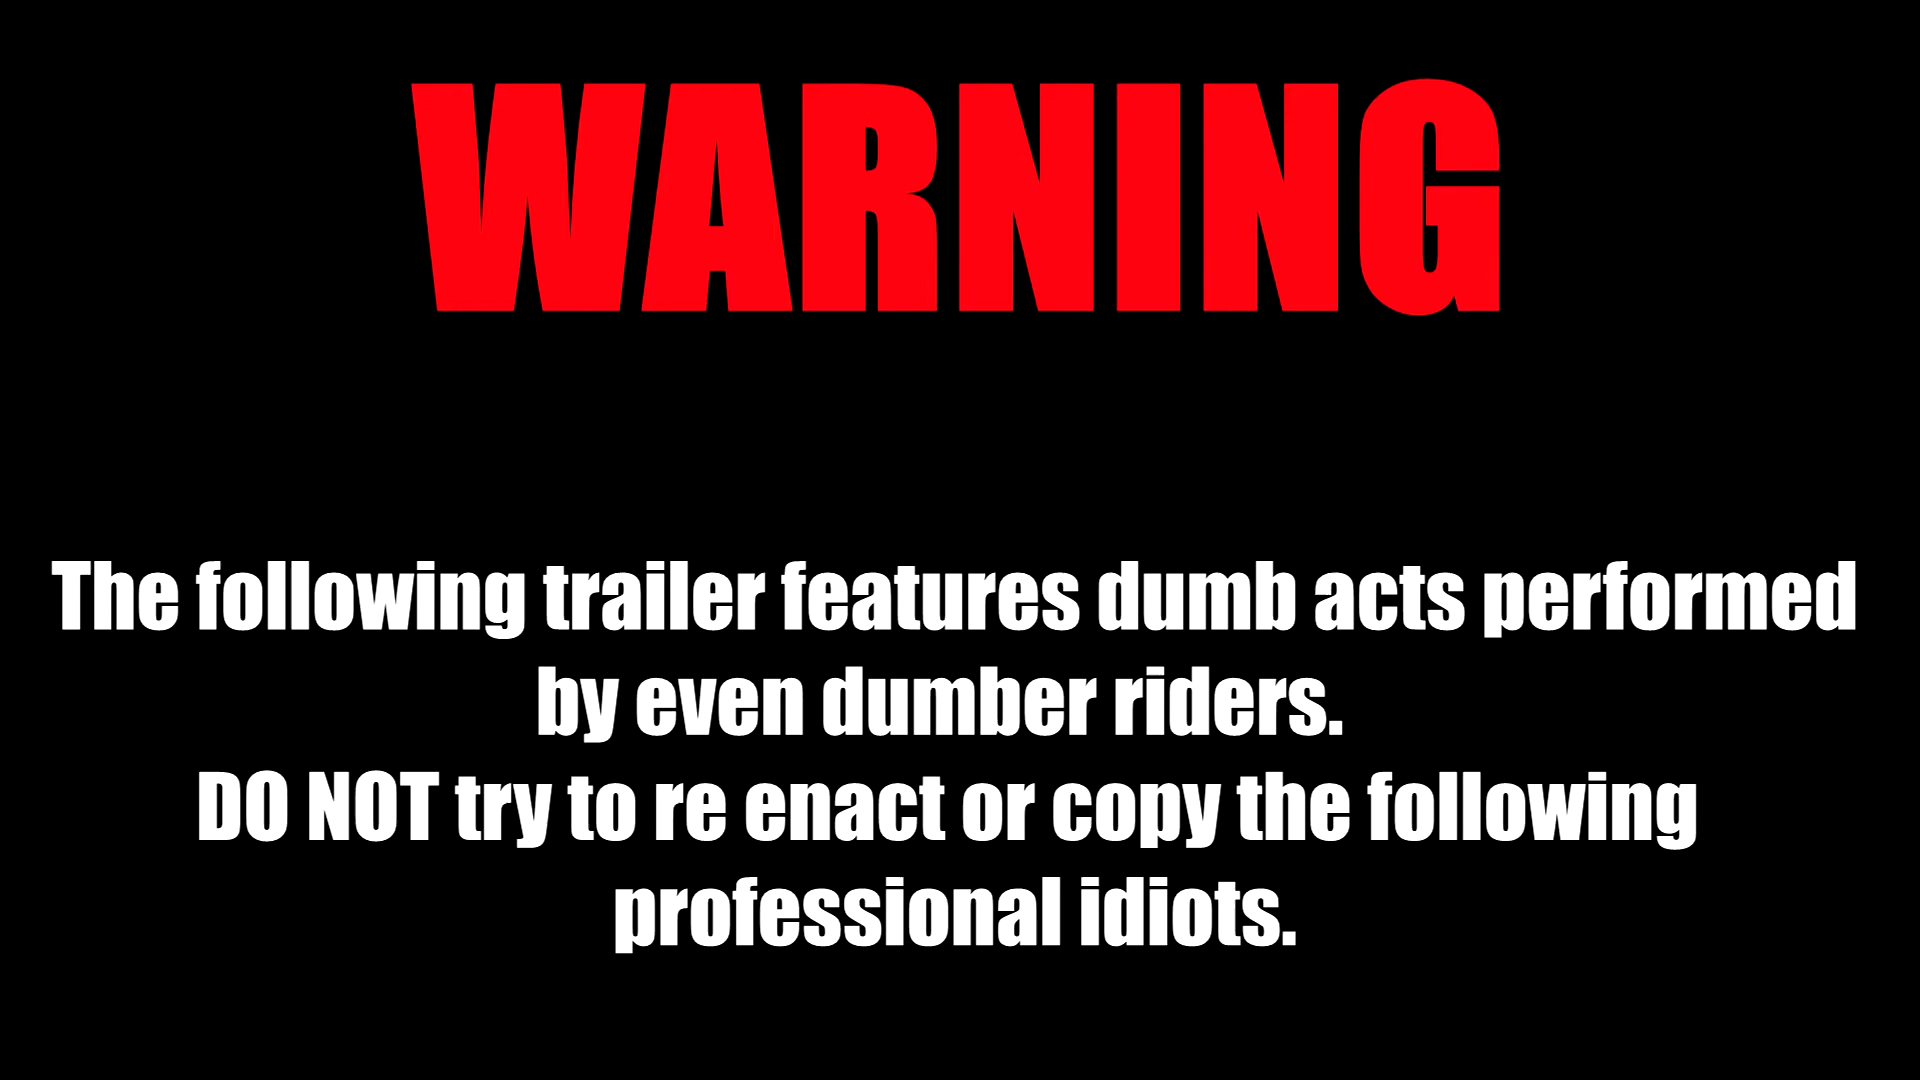 WARNING
The following trailer features dumb acts performed
by even dumber riders.
DO NOT try to re enact or copy the following
professional idiots.